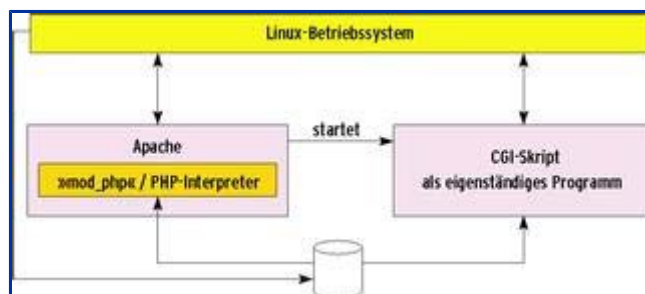 Linux-Betriebssystem
startet
Apache
»mod_php« / PHP-Interpreter
CGI-Skript
als eigenständiges Programm